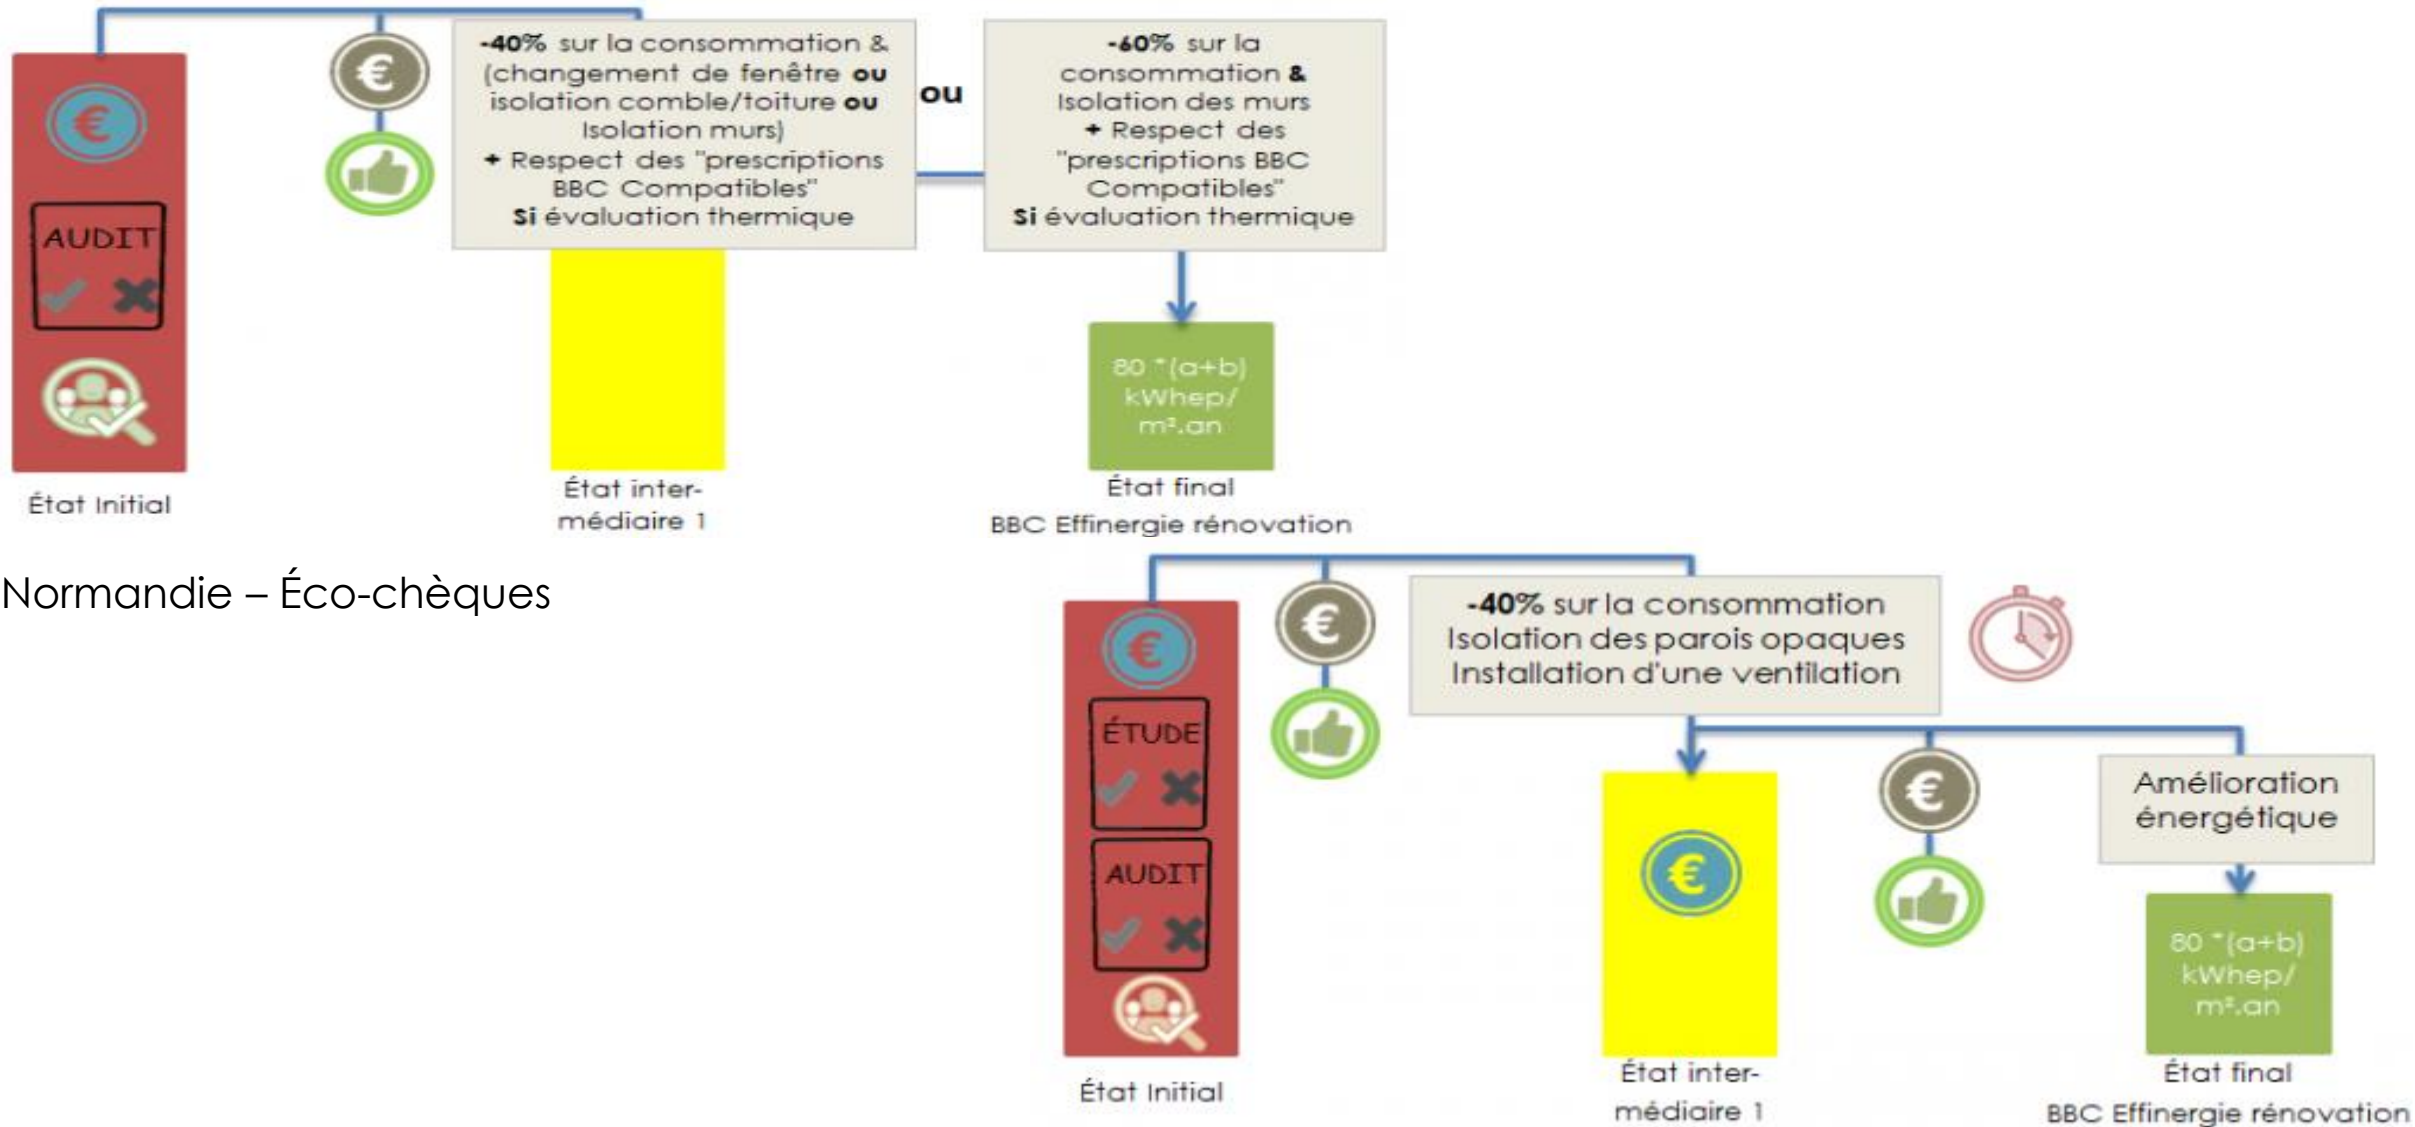 €
AUDIT
€
-40% sur la consommation &
(changement de fenêtre ou
isolation comble/toiture ou
Isolation murs)
+ Respect des "prescriptions
BBC Compatibles"
Si évaluation thermique
ou
-60% sur la
consommation &
Isolation des murs
+ Respect des
"prescriptions BBC
Compatibles"
Si évaluation thermique
80 *(a+b)
kWhep/
m².an
État Initial
État inter-
médiaire 1
État final
BBC Effinergie rénovation
Normandie – Éco-chèques
€
ÉTUDE
AUDIT
€
-40% sur la consommation
Isolation des parois opaques
Installation d'une ventilation
€
€
Amélioration
énergétique
80 *(a+b)
kWhep/
m².an
État Initial
État inter-
médiaire 1
État final
BBC Effinergie rénovation